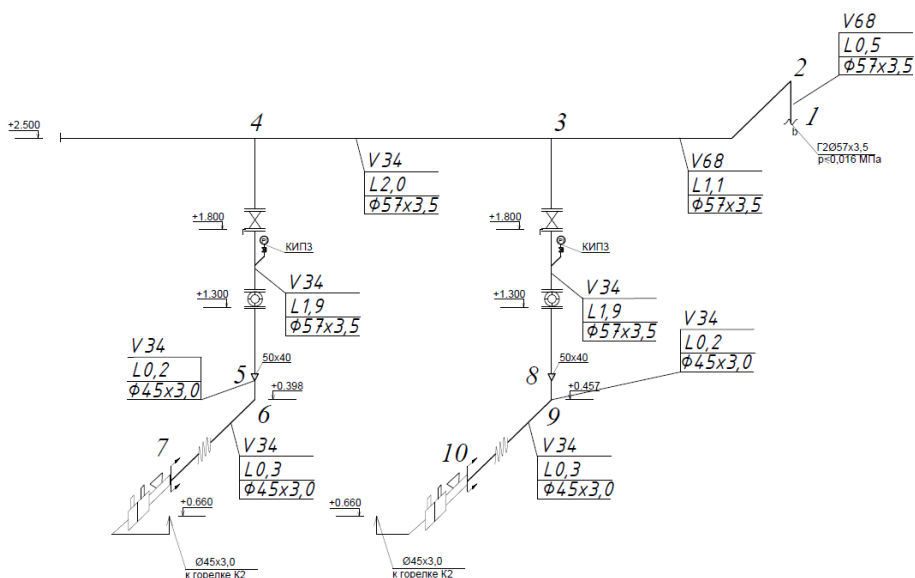 V68
L0,5
Ф57х3,5
2
1
b
Г2Ø57х3,5
р<0,016 МПа
+2.500
4
3
V34
L2,0
Ф57х3,5
V68
L1,1
Ф57х3,5
+1.800
КИП3
+1.800
КИП3
+1.300
V34
L1,9
Ф57х3,5
+1.300
V34
L1,9
Ф57х3,5
V34
L0,2
Ф45х3,0
V34
L0,2
Ф45х3,0
50х40
5
+0.398
6
50х40
8
+0.457
9
7
V34
L0,3
Ф45х3,0
10
V34
L0,3
Ф45х3,0
+0.660
+0.660
Ø45х3,0
к горелке К2
Ø45х3,0
к горелке К2